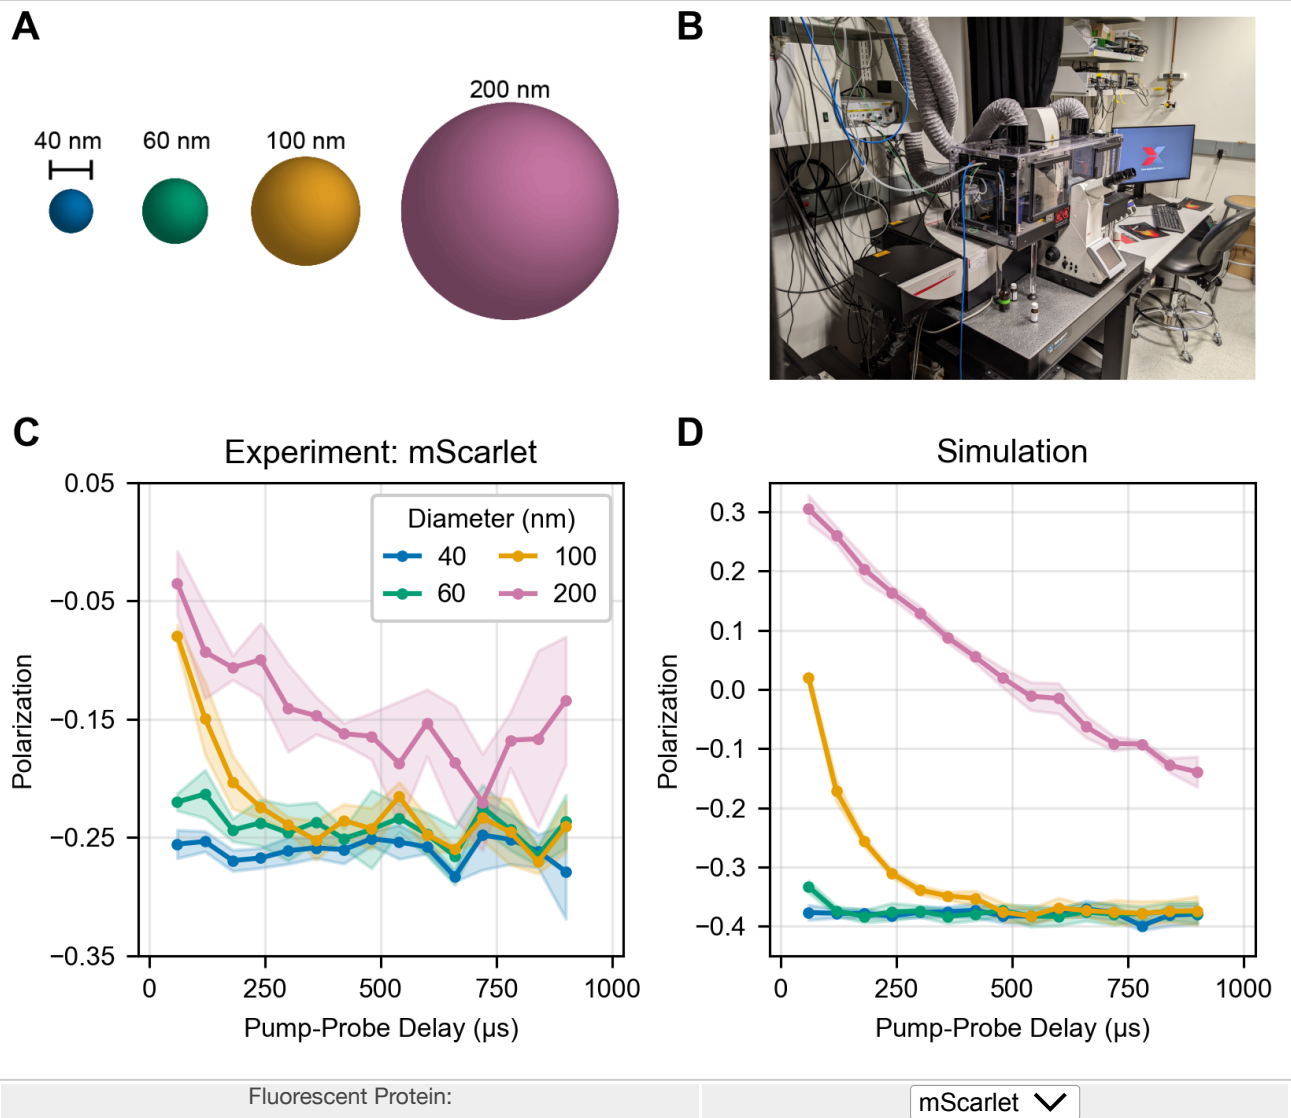 A
B
200 nm
40 nm
60 nm
100 nm
C
Experiment: mScarlet
Polarization
0.05
−0.05
−0.15
−0.25
−0.35
Diameter (nm)
40
100
60
200
0
250
500
750
1000
Pump-Probe Delay (µs)
D
Simulation
Polarization
0.3
0.2
0.1
0.0
−0.1
−0.2
−0.3
−0.4
0
250
500
750
1000
Pump-Probe Delay (µs)
Fluorescent Protein:
mScarlet